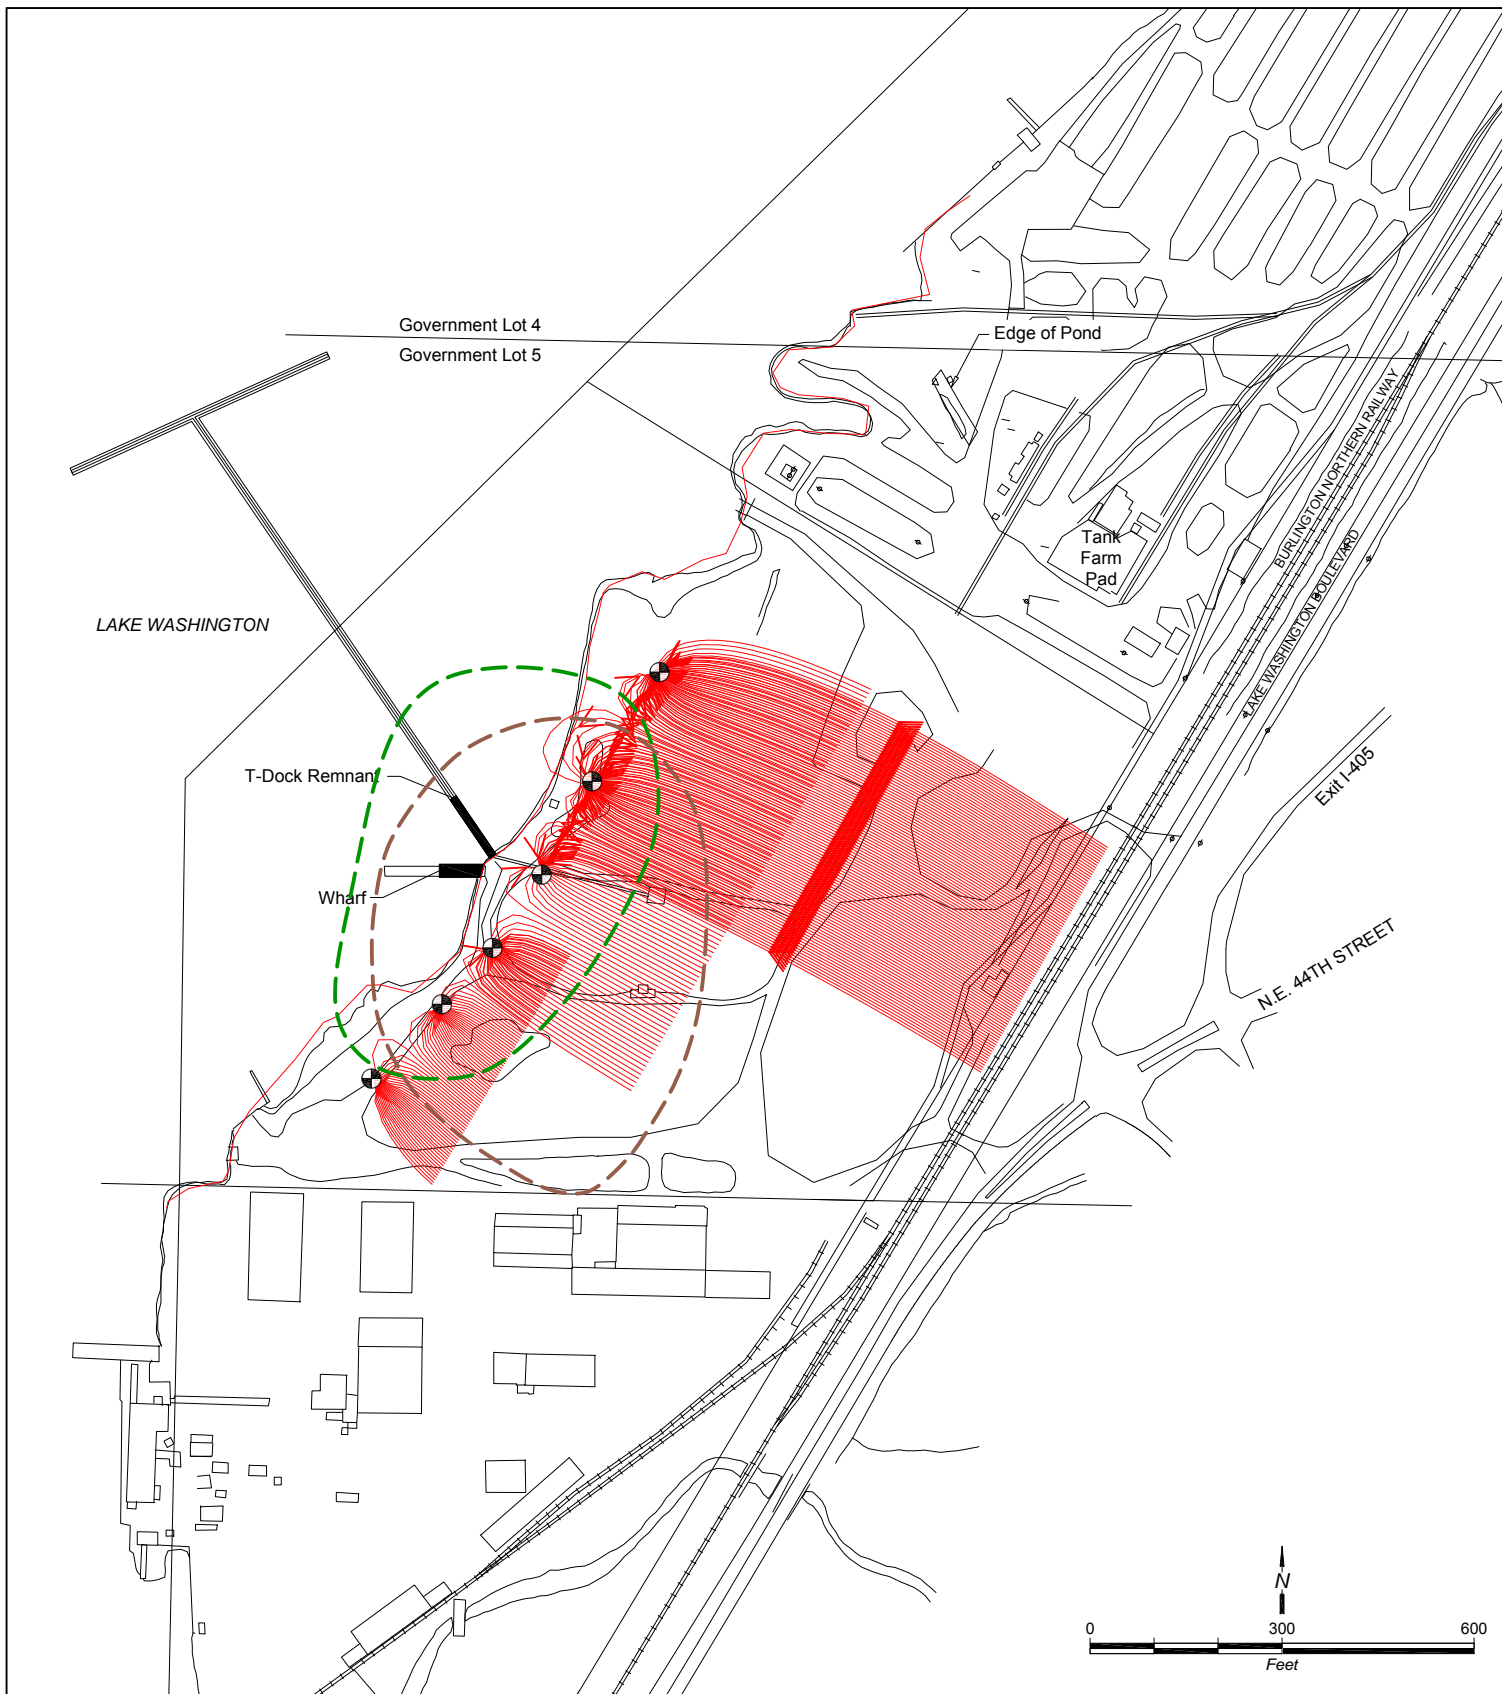 Government Lot 4
Edge of Pond
Government Lot 5
BURLINGTON NORTHERN RAILWAY
Tank
Farm
Pad
LAKE WASHINGTON
LAKE WASHINGTON BOULEVARD
T-Dock Remnant
Exit I-405
Wharf
N.E. 44TH STREET
N
0 300 600
Feet